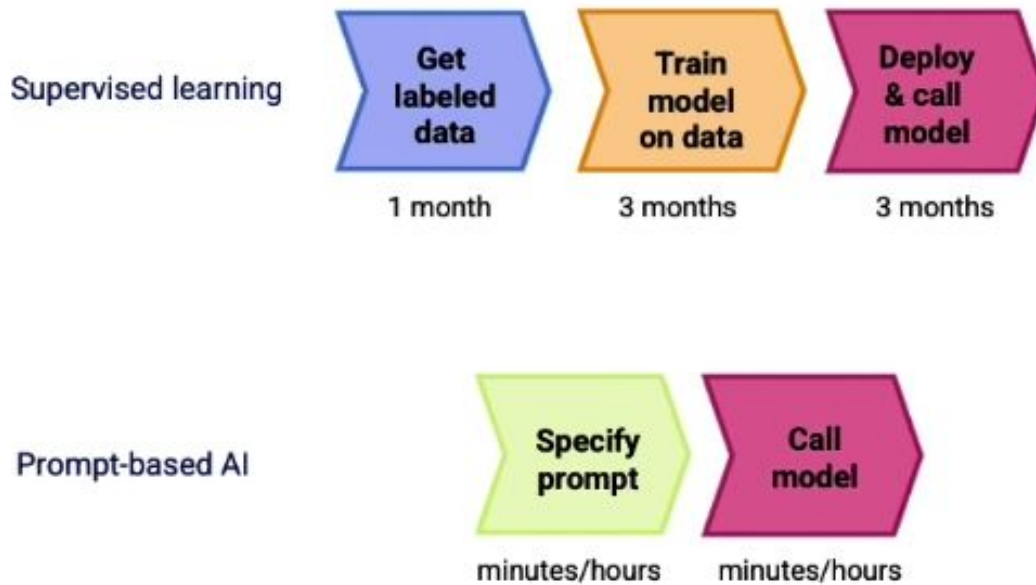 Supervised learning
Get
labeled
data
Train
model
on data
Deploy
& call
model
1 month
3 months
3 months
Prompt-based AI
Specify
prompt
Call
model
minutes/hours
minutes/hours